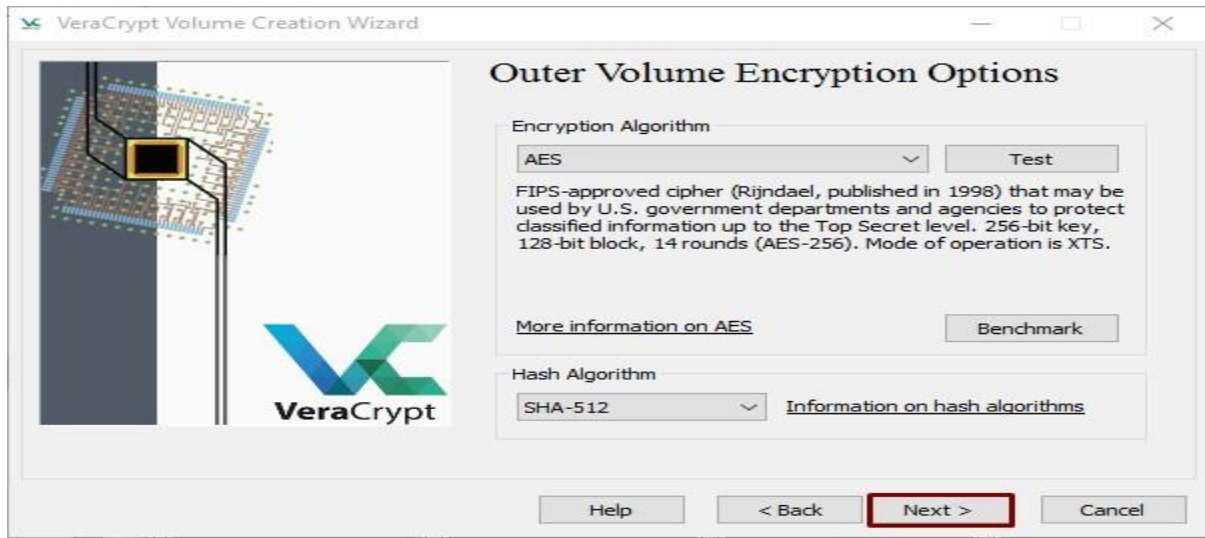 VeraCrypt Volume Creation Wizard
Outer Volume Encryption Options
Encryption Algorithm
AES
Test
FIPS-approved cipher (Rijndael, published in 1998) that may be
used by U.S. government departments and agencies to protect
classified information up to the Top Secret level. 256-bit key,
128-bit block, 14 rounds (AES-256). Mode of operation is XTS.
More information on AES
Benchmark
Hash Algorithm
SHA-512
Information on hash algorithms
VeraCrypt
Help
< Back
Next >
Cancel